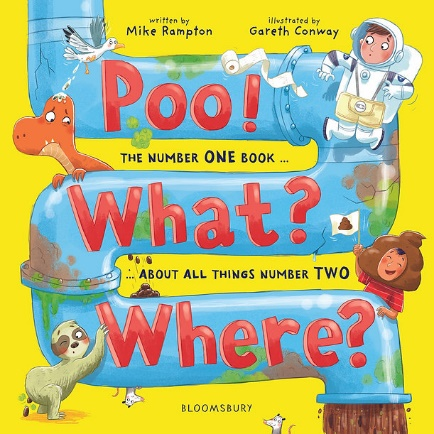 written by
Mike Rampton
illustrated by
Gareth Conway
Poo!
THE NUMBER ONE BOOK ...
What?
... ABOUT ALL THINGS NUMBER TWO
Where?
BLOOMSBURY